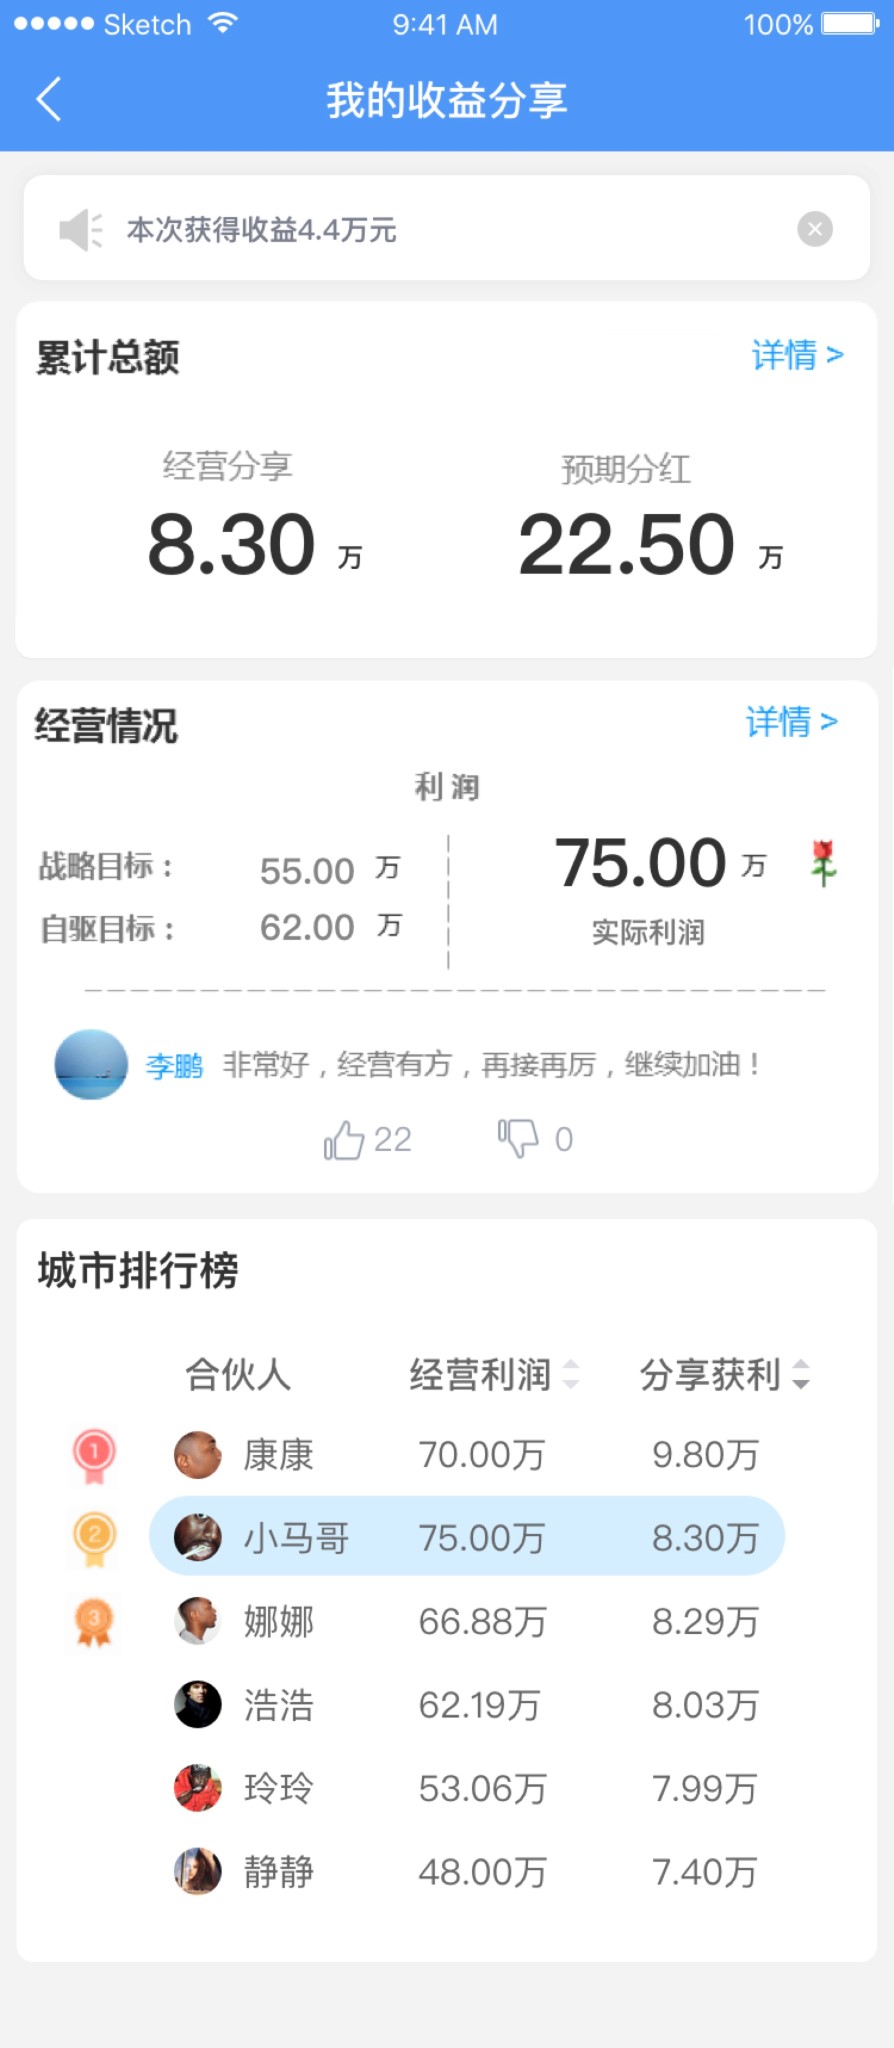 Sketch 9:41 AM 100%
我的收益分享
本次获得收益4.4万元
累计总额 详情 >
经营分享 预期分红
8.30 万 22.50 万
经营情况 详情 >
利润
战略目标： 55.00 万 75.00 万
自驱目标： 62.00 万 实际利润
李鹏 非常好，经营有方，再接再厉，继续加油！
22 0
城市排行榜
合伙人 经营利润 分享获利
1 康康 70.00万 9.80万
2 小马哥 75.00万 8.30万
3 娜娜 66.88万 8.29万
浩浩 62.19万 8.03万
玲玲 53.06万 7.99万
静静 48.00万 7.40万